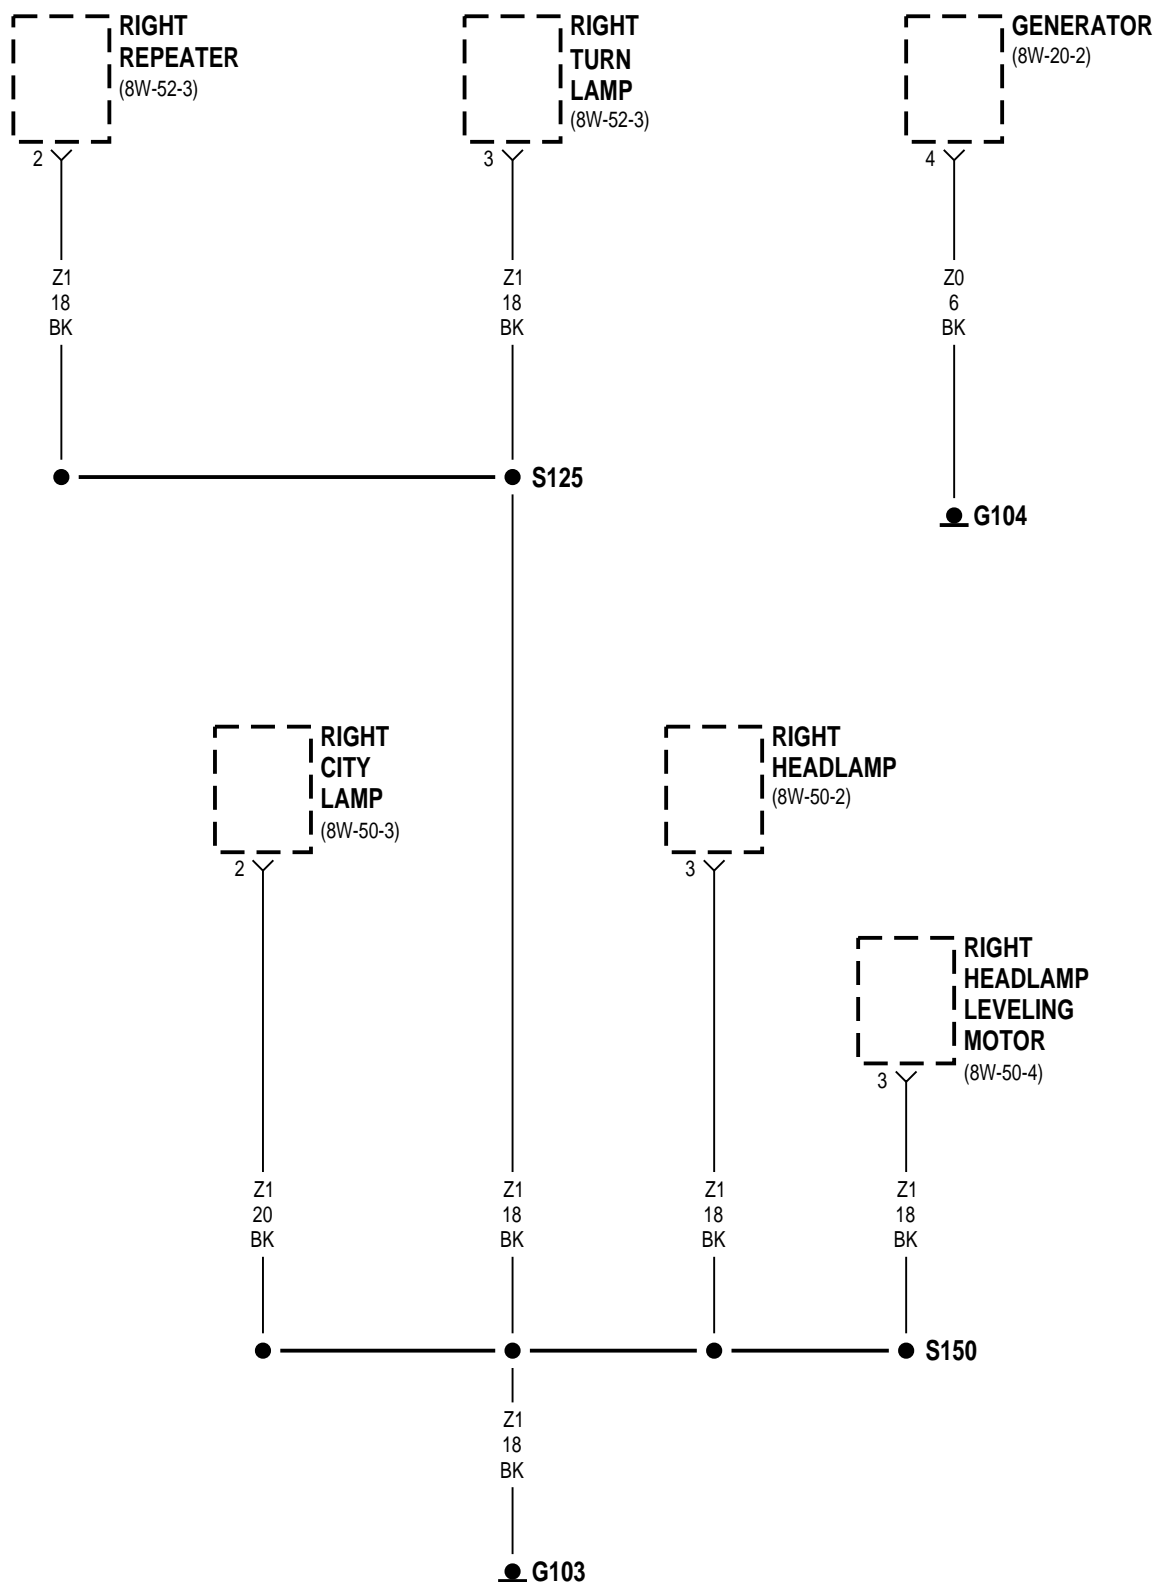 RIGHT
REPEATER
(8W-52-3)
2
RIGHT
TURN
LAMP
(8W-52-3)
3
GENERATOR
(8W-20-2)
4
Z1
18
BK
Z1
18
BK
Z0
6
BK
S125
G104
RIGHT
CITY
LAMP
(8W-50-3)
2
RIGHT
HEADLAMP
(8W-50-2)
3
RIGHT
HEADLAMP
LEVELING
MOTOR
(8W-50-4)
3
Z1
20
BK
Z1
18
BK
Z1
18
BK
Z1
18
BK
S150
Z1
18
BK
G103